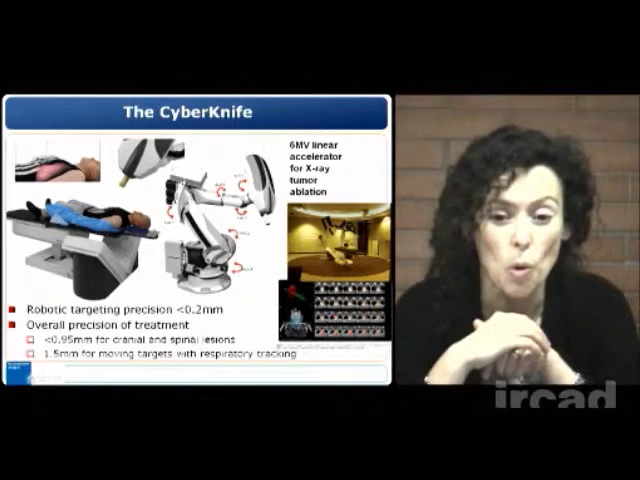 The CyberKnife
6MV linear
accelerator
for X-ray
tumor
ablation
Robotic targeting precision <0.2mm
Overall precision of treatment
<0.95mm for cranial and spinal lesions
1.5mm for moving targets with respiratory tracking
ircad